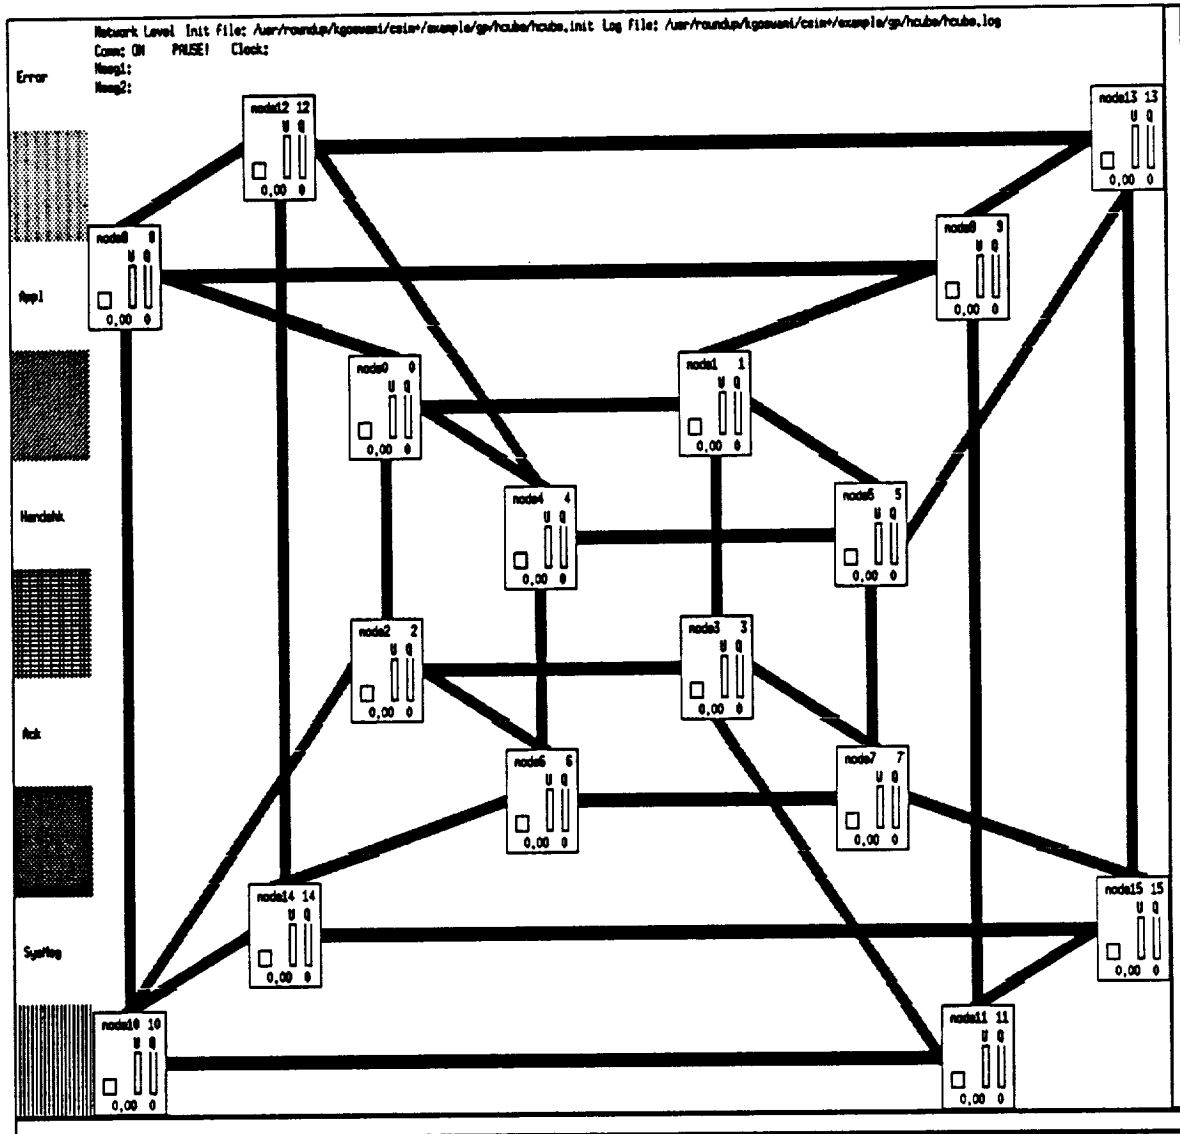 Network Level Init file: /usr/roundup/kgoswami/csim+/example/gp/hcube/hcube.init Log file: /usr/roundup/kgoswami/csim+/example/gp/hcube/hcube.log
Comm: ON PAUSE! Clock:
Mesg1:
Mesg2:
Error
node12 12
U Q
0.00 0
node13 13
U Q
0.00 0
node8 8
U Q
0.00 0
node9 9
U Q
0.00 0
Appl
node0 0
U Q
0.00 0
node1 1
U Q
0.00 0
node4 4
U Q
0.00 0
node5 5
U Q
0.00 0
Handshk
node2 2
U Q
0.00 0
node3 3
U Q
0.00 0
Ack
node6 6
U Q
0.00 0
node7 7
U Q
0.00 0
node14 14
U Q
0.00 0
node15 15
U Q
0.00 0
SysMsg
node10 10
U Q
0.00 0
node11 11
U Q
0.00 0